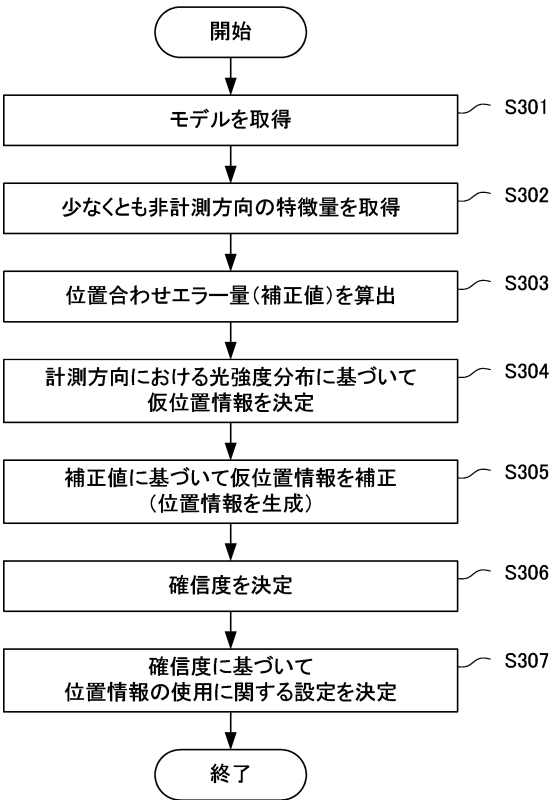 開始
モデルを取得
S301
少なくとも非計測方向の特徴量を取得
S302
位置合わせエラー量(補正値)を算出
S303
計測方向における光強度分布に基づいて
仮位置情報を決定
S304
補正値に基づいて仮位置情報を補正
(位置情報を生成)
S305
確信度を決定
S306
確信度に基づいて
位置情報の使用に関する設定を決定
S307
終了